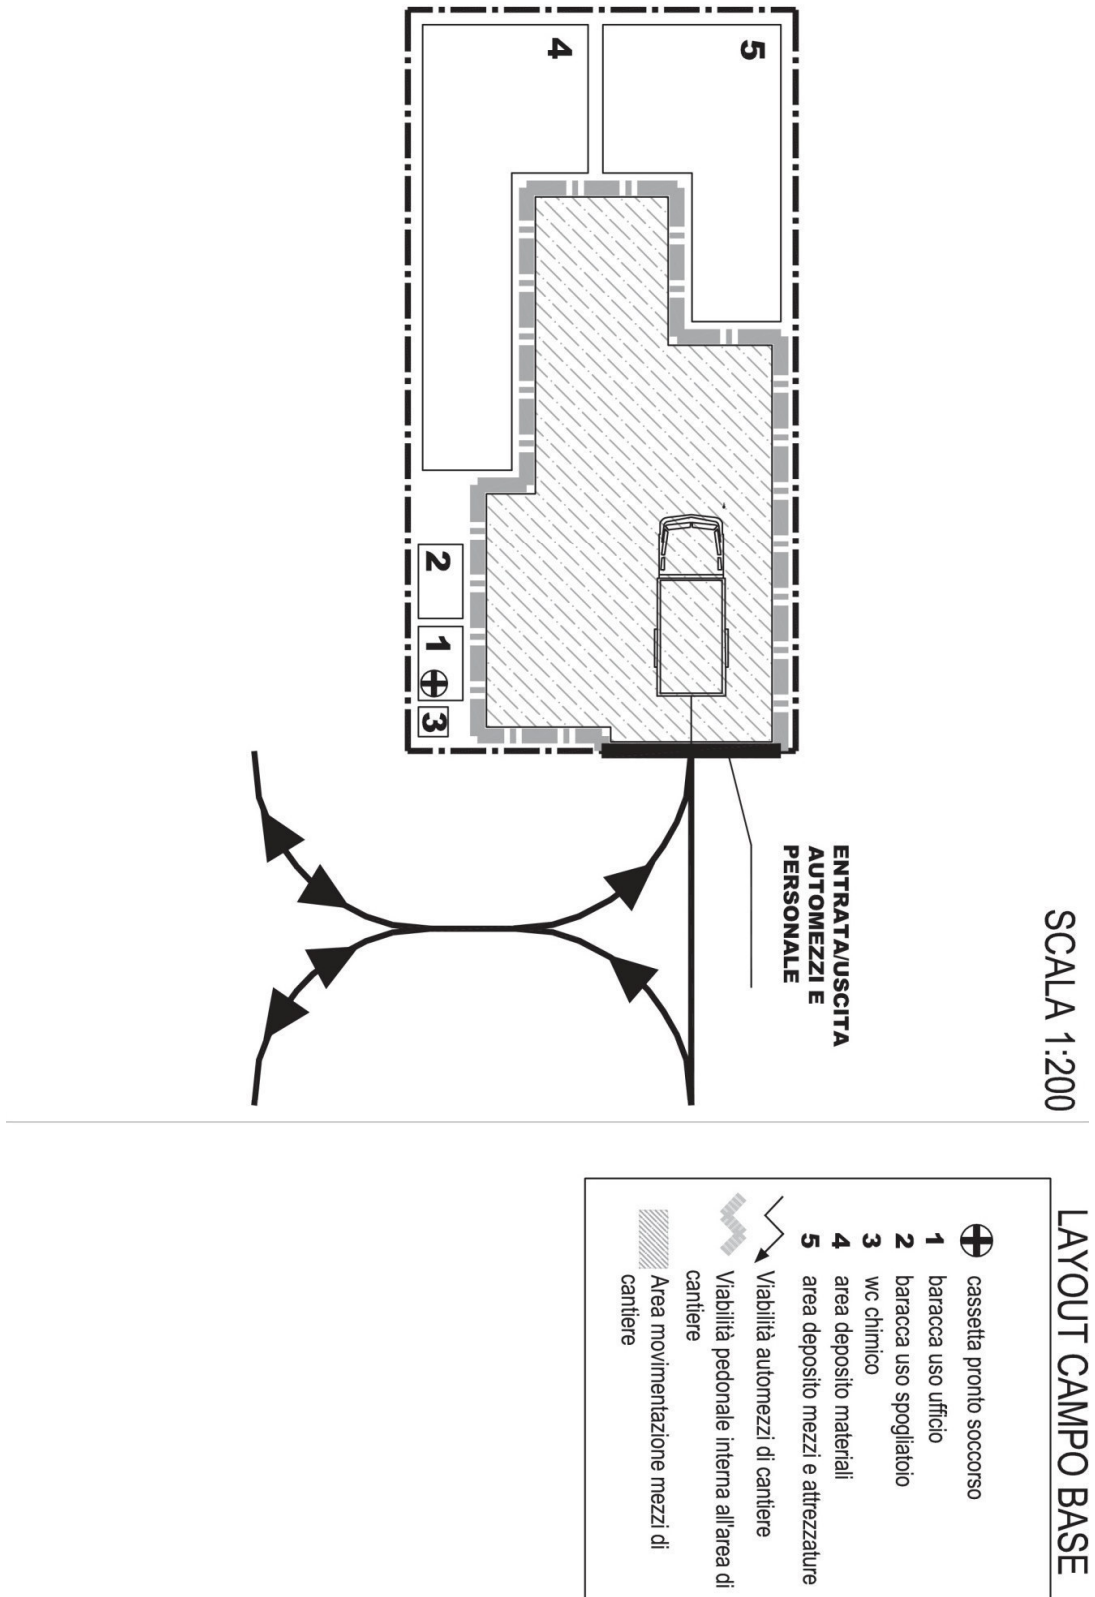 LAYOUT CAMPO BASE
SCALA 1:200
5
4
2
1
3
ENTRATA/USCITA
AUTOMEZZI E
PERSONALE
cassetta pronto soccorso
1 baracca uso ufficio
2 baracca uso spogliatoio
3 wc chimico
4 area deposito materiali
5 area deposito mezzi e attrezzature
Viabilità automezzi di cantiere
Viabilità pedonale interna all'area di
cantiere
Area movimentazione mezzi di
cantiere